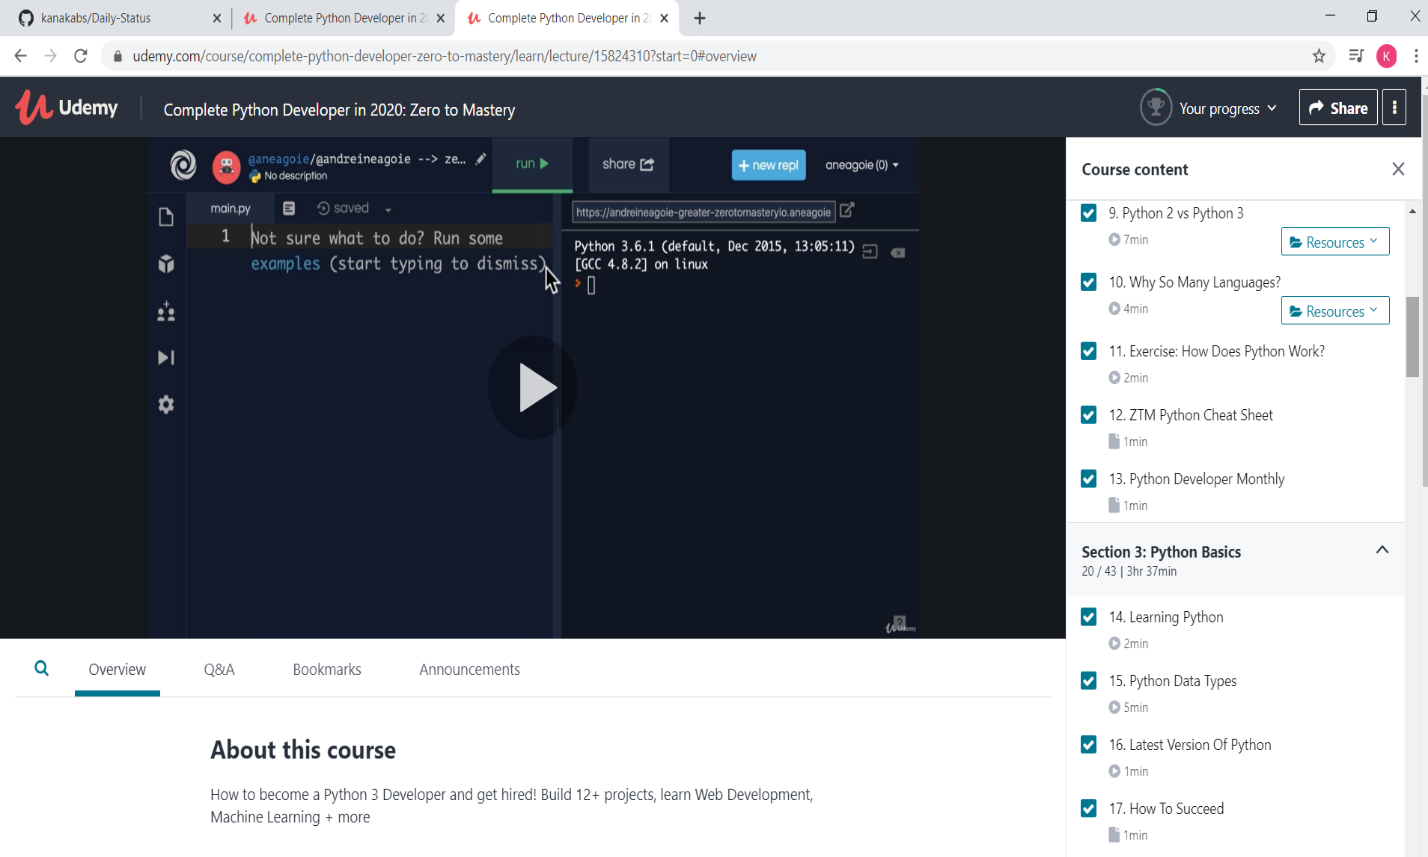 kanakabs/Daily-Status
Complete Python Developer in 2
Complete Python Developer in 2
udemy.com/course/complete-python-developer-zero-to-mastery/learn/lecture/15824310?start=0#overview
K
Udemy
Complete Python Developer in 2020: Zero to Mastery
Your progress
Share
@aneagoie/@andreineagoie --> ze...
No description
run
share
+ new repl
aneagoie (0)
main.py
saved
https://andreineagoie-greater-zerotomasteryio.aneagoie
1 Not sure what to do? Run some
examples (start typing to dismiss)
Python 3.6.1 (default, Dec 2015, 13:05:11)
[GCC 4.8.2] on linux
>
Udemy
Overview
Q&A
Bookmarks
Announcements
About this course
How to become a Python 3 Developer and get hired! Build 12+ projects, learn Web Development,
Machine Learning + more
Course content
9. Python 2 vs Python 3
7min
Resources
10. Why So Many Languages?
4min
Resources
11. Exercise: How Does Python Work?
2min
12. ZTM Python Cheat Sheet
1min
13. Python Developer Monthly
1min
Section 3: Python Basics
20 / 43 | 3hr 37min
14. Learning Python
2min
15. Python Data Types
5min
16. Latest Version Of Python
1min
17. How To Succeed
1min